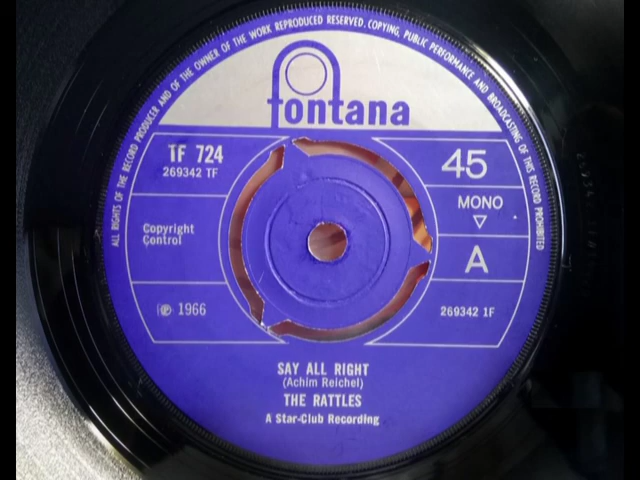 ALL RIGHTS OF THE RECORD PRODUCER AND OF THE OWNER OF THE WORK REPRODUCED RESERVED. COPYING, PUBLIC PERFORMANCE AND BROADCASTING OF THIS RECORD PROHIBITED
fontana
TF 724
269342 TF
45
MONO
Copyright
Control
A
℗ 1966
269342 1F
SAY ALL RIGHT
(Achim Reichel)
THE RATTLES
A Star-Club Recording